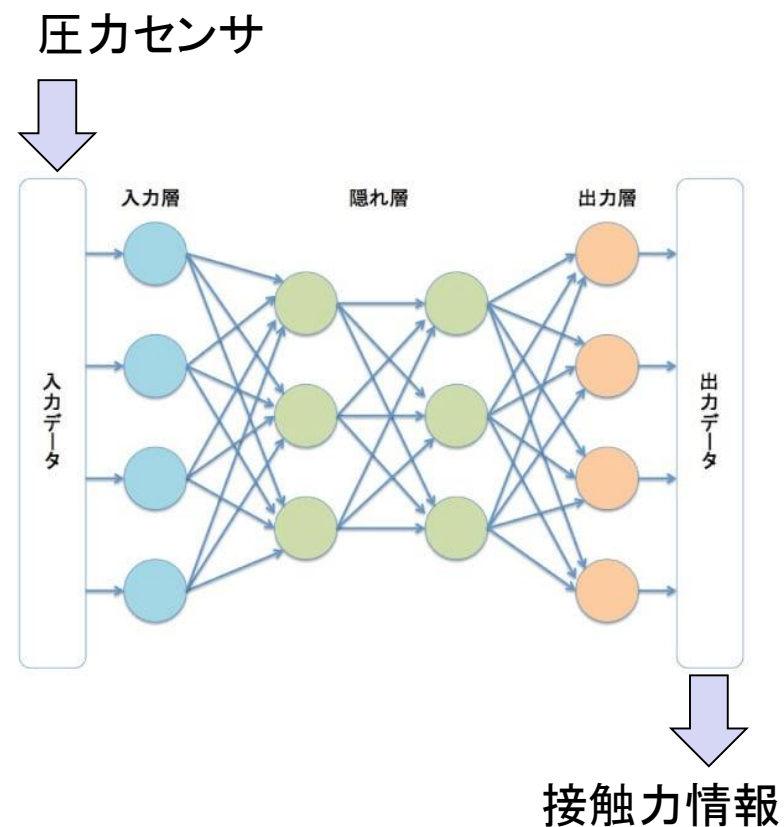 圧力センサ
入力層
隠れ層
出力層
入力データ
出力データ
接触力情報